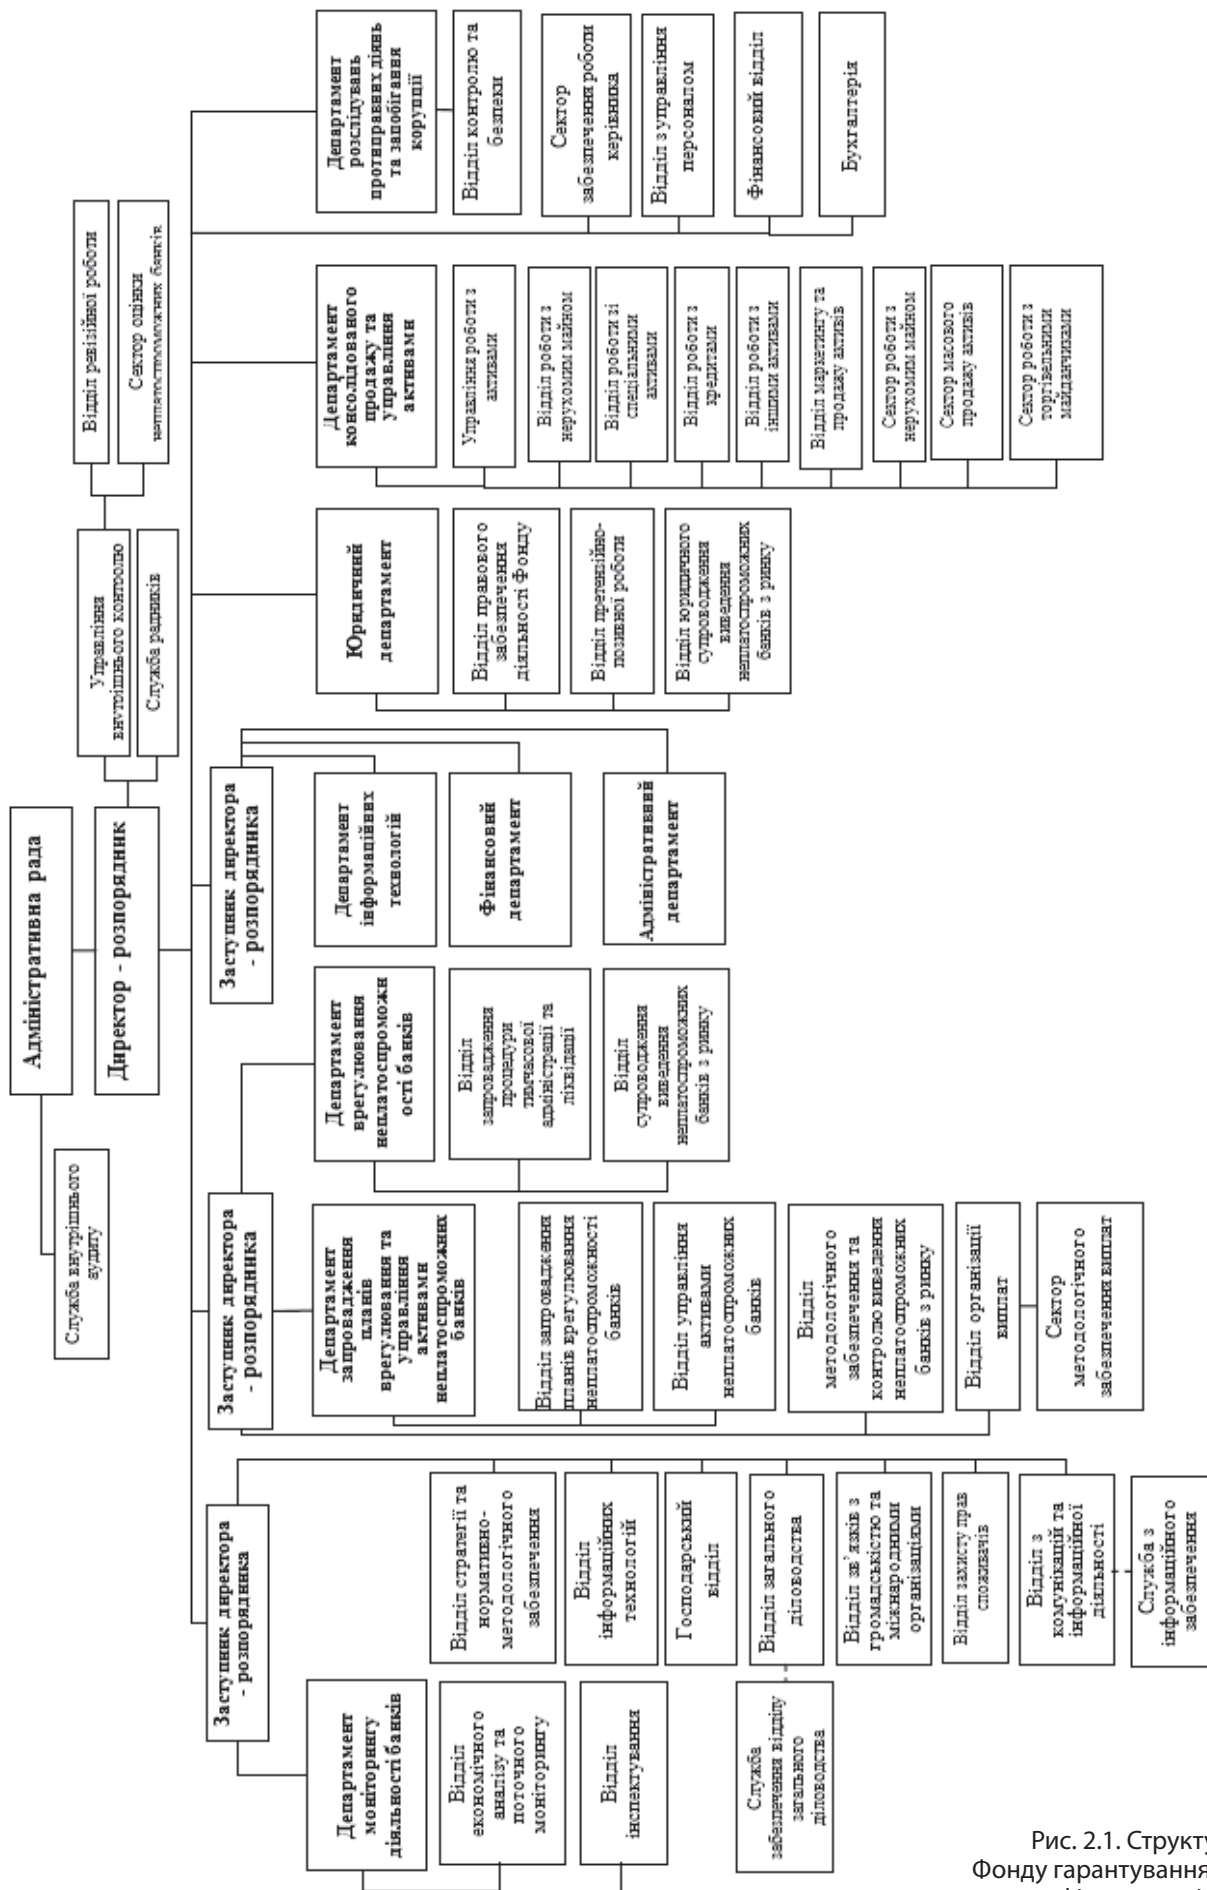 Адміністративна рада
Служба внутрішнього
аудиту
Директор - розпорядник
Управління
внутрішнього контролю
Служба радників
Відділ ревізійної роботи
Сектор оцінки
неплатоспроможних банків
Заступник директора
- розпорядника
Департамент
моніторингу
діяльності банків
Відділ
економічного
аналізу та
поточного
моніторингу
Відділ
інспектування
Відділ стратегії та
нормативно-
методологічного
забезпечення
Відділ
інформаційних
технологій
Господарський
відділ
Відділ загального
діловодства
Служба
забезпечення відділу
загального
діловодства
Відділ зв'язків з
громадськістю та
міжнародними
організаціями
Відділ захисту прав
споживачів
Відділ з
комунікацій та
інформаційної
діяльності
Служба з
інформаційного
забезпечення
Заступник директора
- розпорядника
Департамент
запровадження
планів
врегулювання та
управління
активами
неплатоспроможних
банків
Відділ запровадження
планів врегулювання
неплатоспроможності
банків
Відділ управління
активами
неплатоспроможних
банків
Відділ
методологічного
забезпечення та
контролю виведення
неплатоспроможних
банків з ринку
Відділ організації
виплат
Сектор
методологічного
забезпечення виплат
Департамент
врегулювання
неплатоспроможн
ості банків
Відділ
запровадження
процедури
тимчасової
адміністрації та
ліквідації
Відділ
супроводження
виведення
неплатоспроможних
банків з ринку
Заступник директора
- розпорядника
Департамент
інформаційних
технологій
Фінансовий
департамент
Адміністративний
департамент
Юридичний
департамент
Відділ правового
забезпечення
діяльності Фонду
Відділ претензійно-
позивної роботи
Відділ юридичного
супроводження
виведення
неплатоспроможних
банків з ринку
Департамент
консолідованого
продажу та
управління
активами
Управління роботи з
активами
Відділ роботи з
нерухомим майном
Відділ роботи зі
спеціальними
активами
Відділ роботи з
кредитами
Відділ роботи з
іншими активами
Відділ маркетингу та
продажу активів
Сектор роботи з
нерухомим майном
Сектор масового
продажу активів
Сектор роботи з
торгівельними
майданчиками
Департамент
розслідувань
протиправних діянь
та запобігання
корупції
Відділ контролю та
безпеки
Сектор
забезпечення роботи
керівника
Відділ з управління
персоналом
Фінансовий відділ
Бухгалтерія
Рис. 2.1. Структу
Фонду гарантування